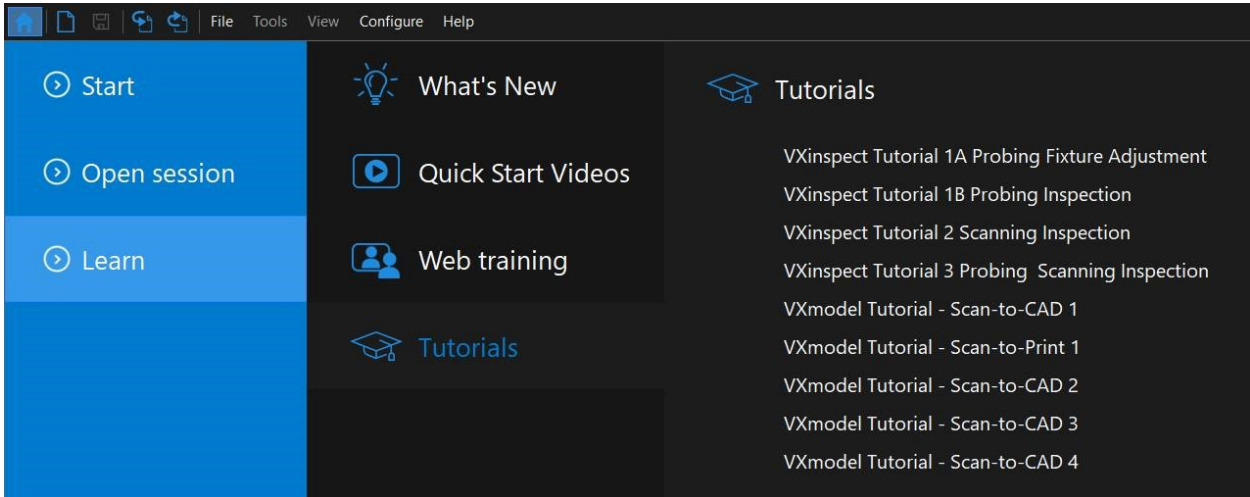 File Tools View Configure Help
Start
Open session
Learn
What's New
Quick Start Videos
Web training
Tutorials
Tutorials
VXinspect Tutorial 1A Probing Fixture Adjustment
VXinspect Tutorial 1B Probing Inspection
VXinspect Tutorial 2 Scanning Inspection
VXinspect Tutorial 3 Probing  Scanning Inspection
VXmodel Tutorial - Scan-to-CAD 1
VXmodel Tutorial - Scan-to-Print 1
VXmodel Tutorial - Scan-to-CAD 2
VXmodel Tutorial - Scan-to-CAD 3
VXmodel Tutorial - Scan-to-CAD 4